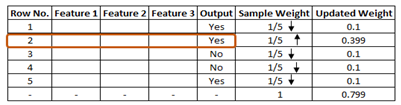 Row No. Feature 1 Feature 2 Feature 3 Output Sample Weight Updated Weight
1 Yes 1/5 ↓ 0.1
2 Yes 1/5 ↑ 0.399
3 No 1/5 ↓ 0.1
4 No 1/5 ↓ 0.1
5 Yes 1/5 ↓ 0.1
- - - - - 1 0.799